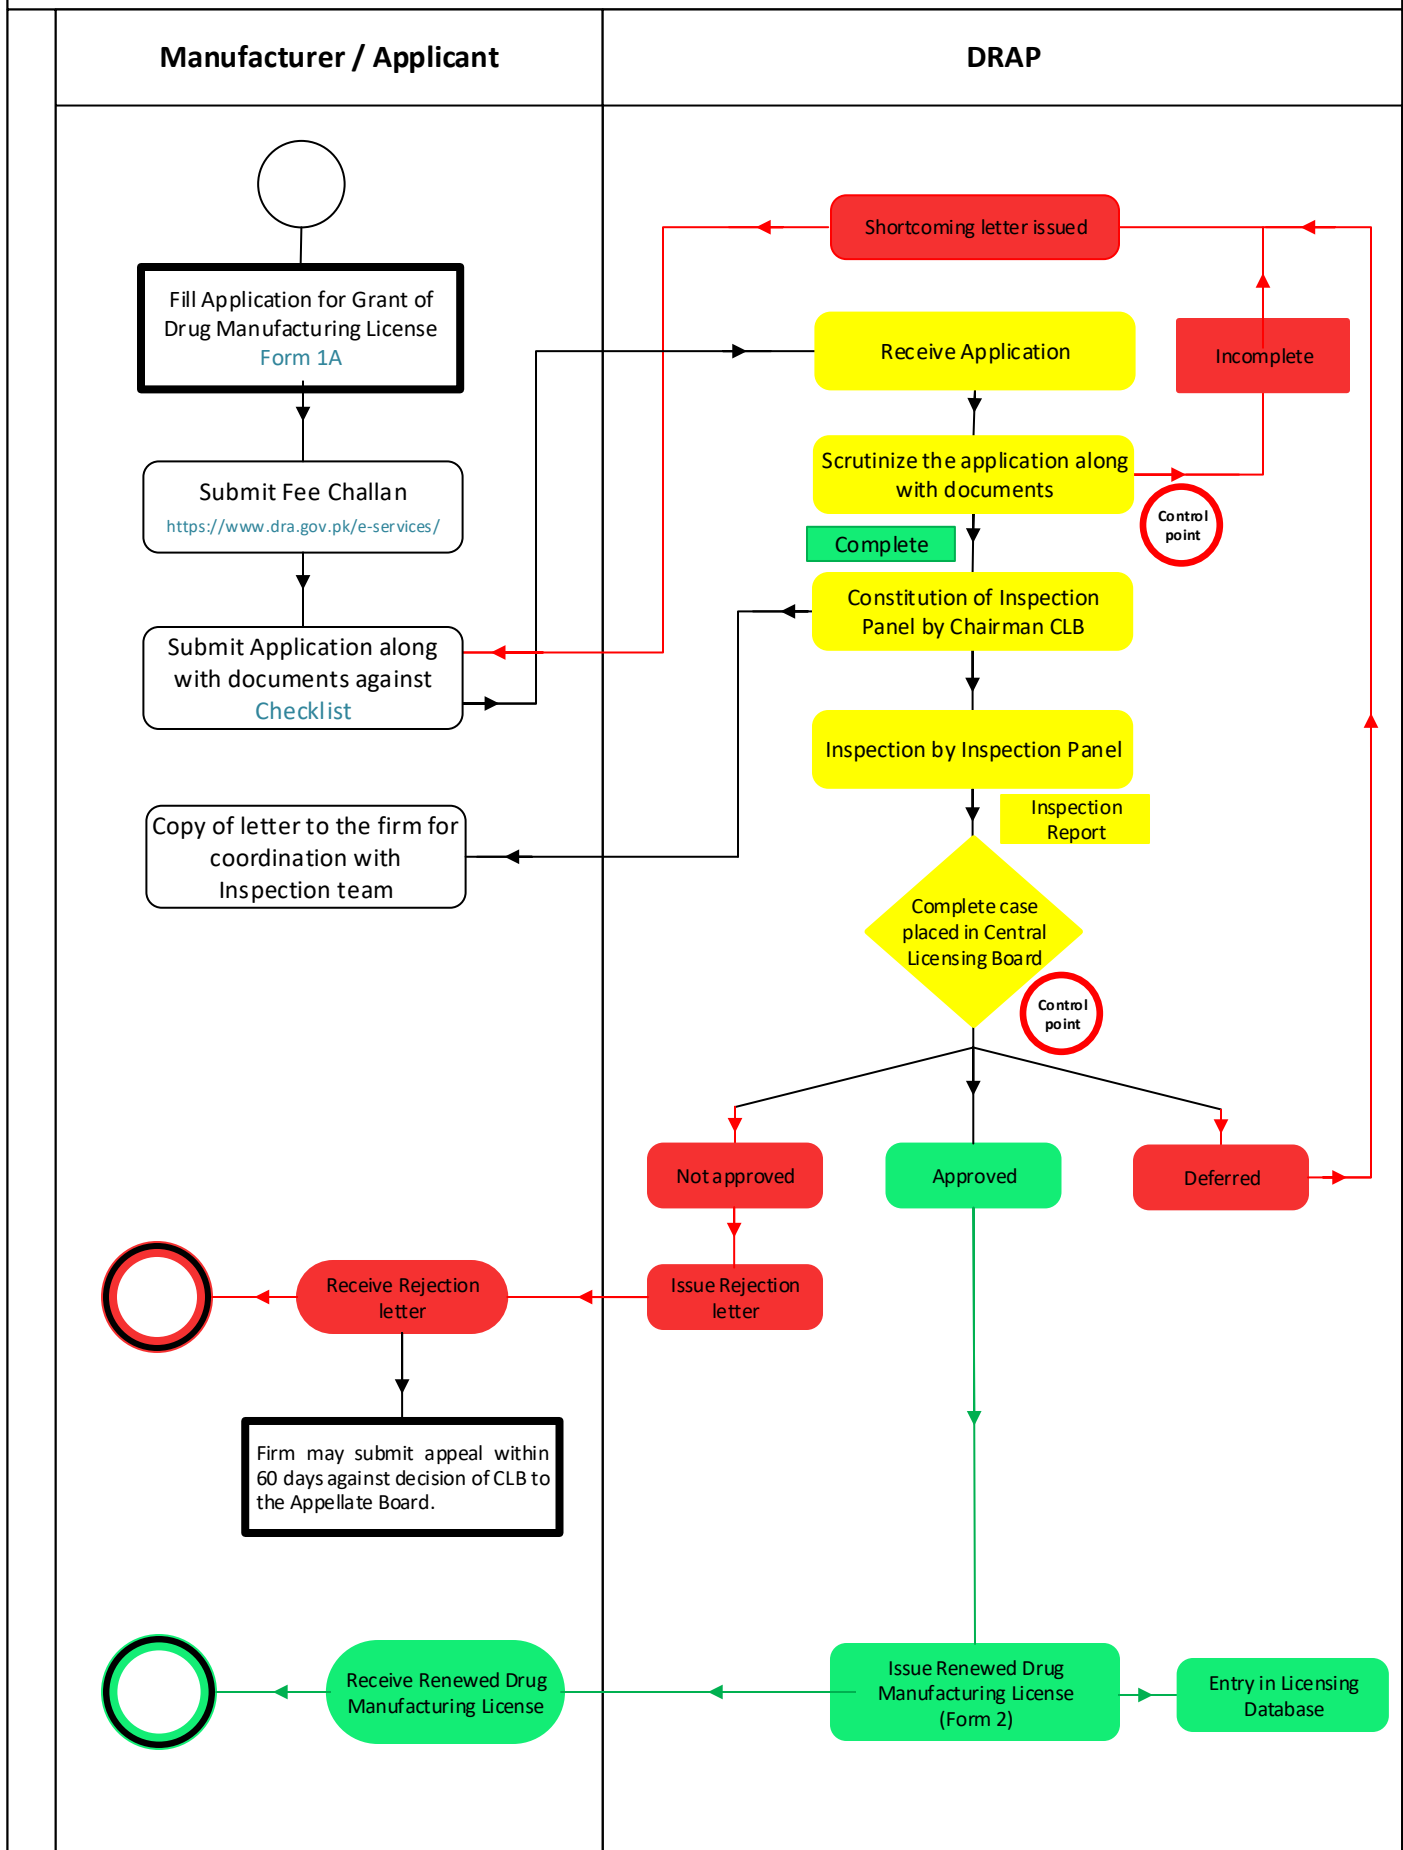 Manufacturer / Applicant
DRAP
Fill Application for Grant of
Drug Manufacturing License
Form 1A
Submit Fee Challan
https://www.dra.gov.pk/e-services/
Submit Application along
with documents against
Checklist
Copy of letter to the firm for
coordination with
Inspection team
Shortcoming letter issued
Receive Application
Incomplete
Scrutinize the application along
with documents
Control
point
Complete
Constitution of Inspection
Panel by Chairman CLB
Inspection by Inspection Panel
Inspection
Report
Complete case
placed in Central
Licensing Board
Control
point
Not approved
Approved
Deferred
Issue Rejection
letter
Receive Rejection
letter
Firm may submit appeal within
60 days against decision of CLB to
the Appellate Board.
Receive Renewed Drug
Manufacturing License
Issue Renewed Drug
Manufacturing License
(Form 2)
Entry in Licensing
Database